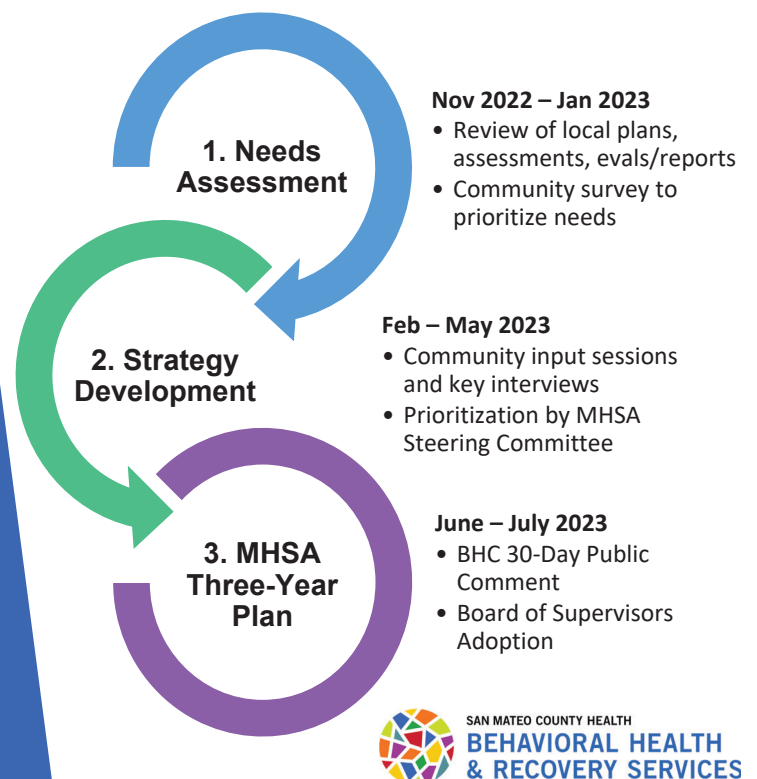 1. Needs
Assessment
Nov 2022 – Jan 2023
• Review of local plans,
assessments, evals/reports
• Community survey to
prioritize needs
2. Strategy
Development
Feb – May 2023
• Community input sessions
and key interviews
• Prioritization by MHSA
Steering Committee
3. MHSA
Three-Year
Plan
June – July 2023
• BHC 30-Day Public
Comment
• Board of Supervisors
Adoption
SAN MATEO COUNTY HEALTH
BEHAVIORAL HEALTH
& RECOVERY SERVICES